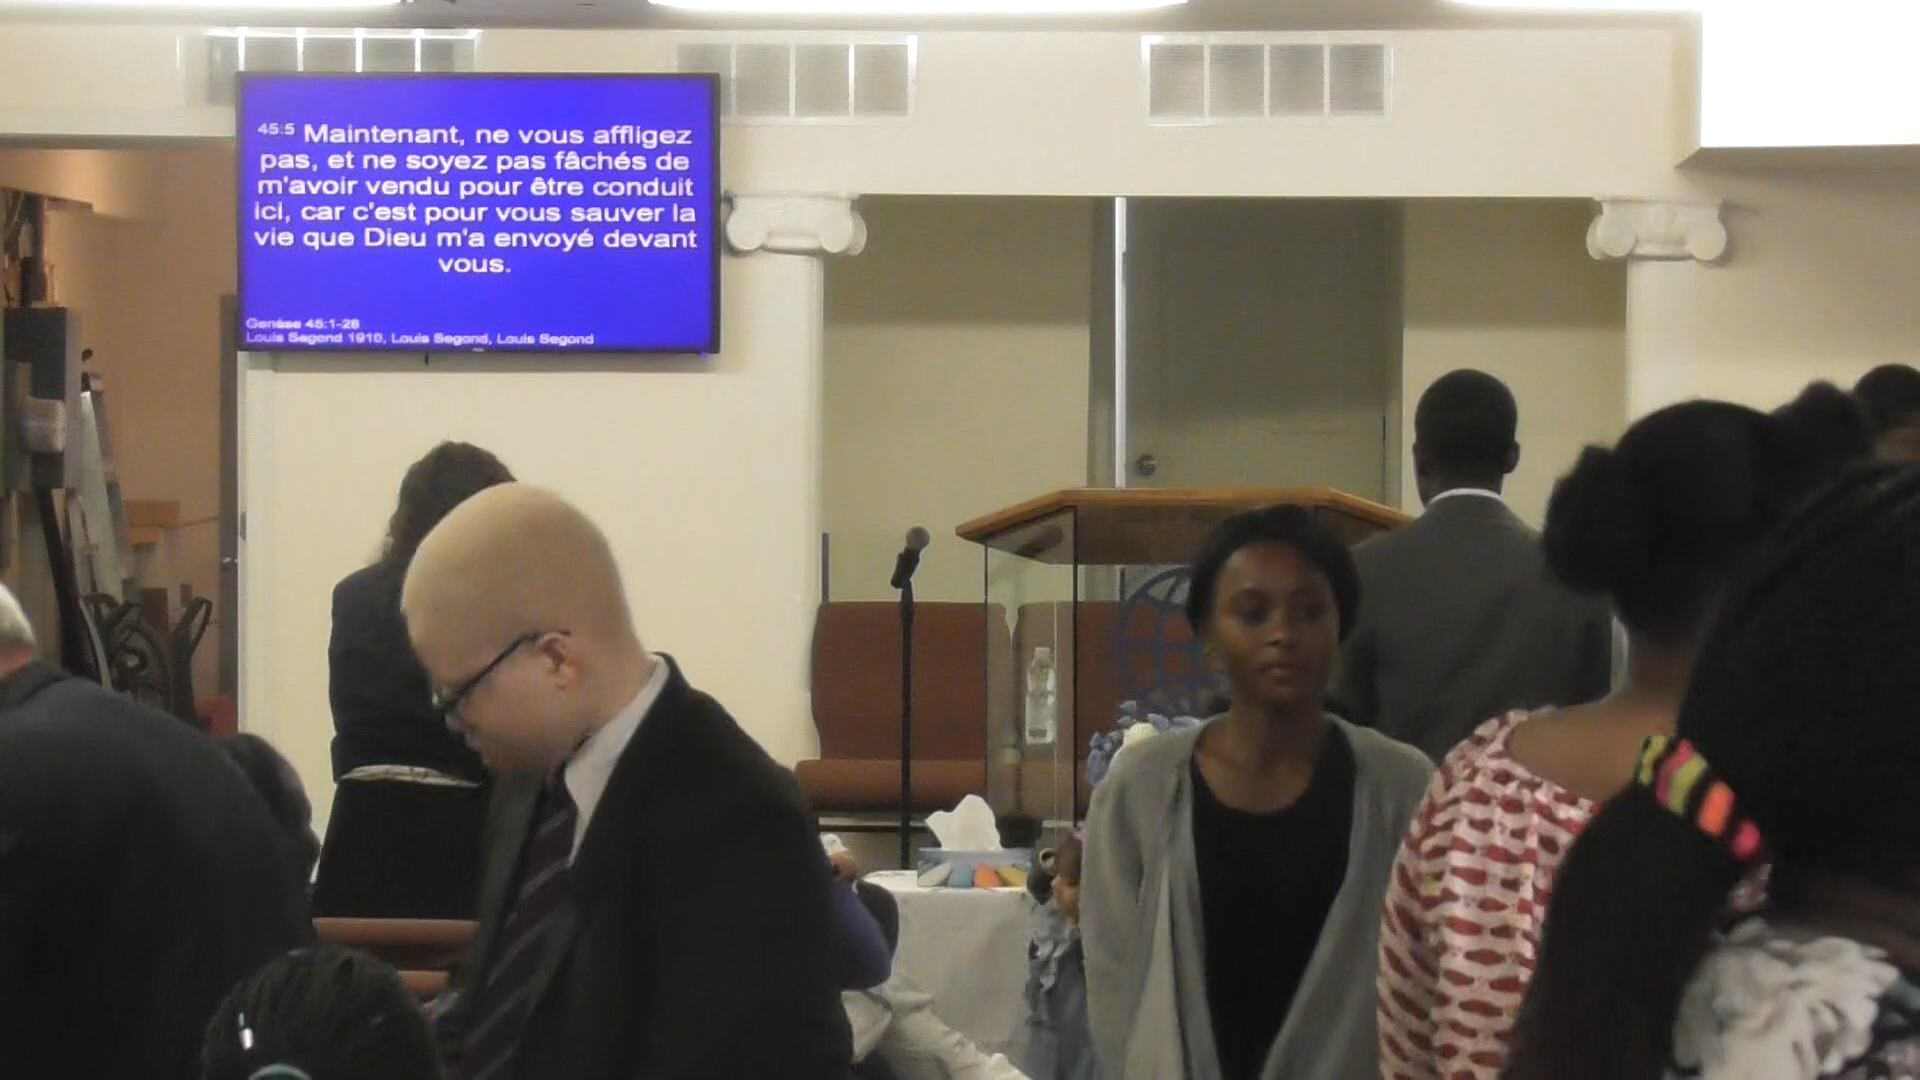 45:5 Maintenant, ne vous affligez
pas, et ne soyez pas fâchés de
m'avoir vendu pour être conduit
ici, car c'est pour vous sauver la
vie que Dieu m'a envoyé devant
vous.
Genèse 45:1-28
Louis Segond 1910, Louis Segond, Louis Segond